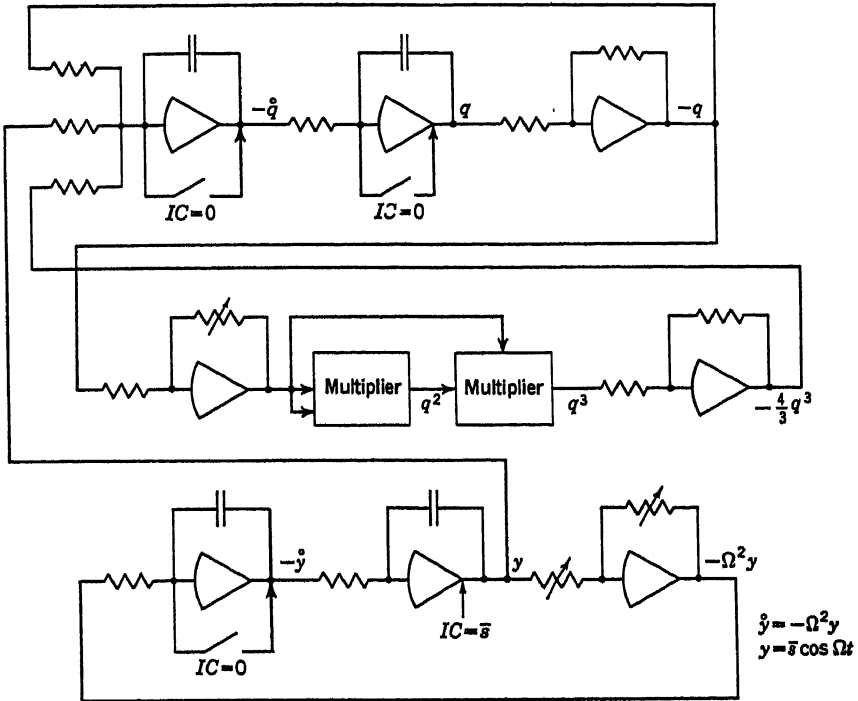 −q̊
q
−q
IC=0
IC=0
Multiplier
Multiplier
q²
q³
−4/3 q³
−ẙ
y
−Ω²y
IC=s̄
IC=0
ẙ=−Ω²y
y=s̄ cos Ωt